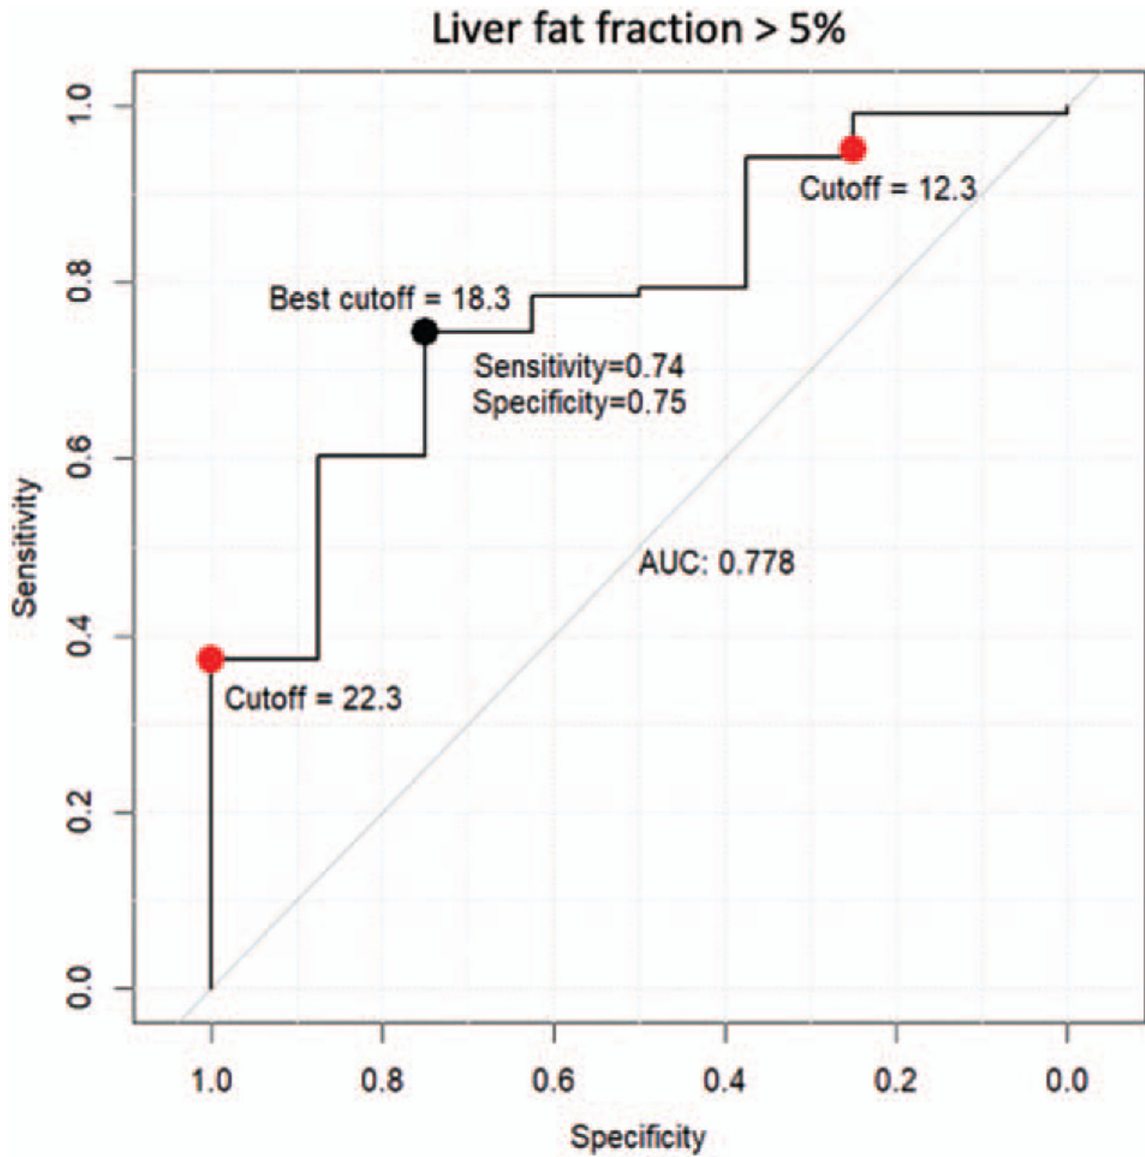 Liver fat fraction > 5%
1.0
0.8
0.6
0.4
0.2
0.0
Sensitivity
Cutoff = 12.3
Best cutoff = 18.3
Sensitivity=0.74
Specificity=0.75
AUC: 0.778
Cutoff = 22.3
1.0 0.8 0.6 0.4 0.2 0.0
Specificity